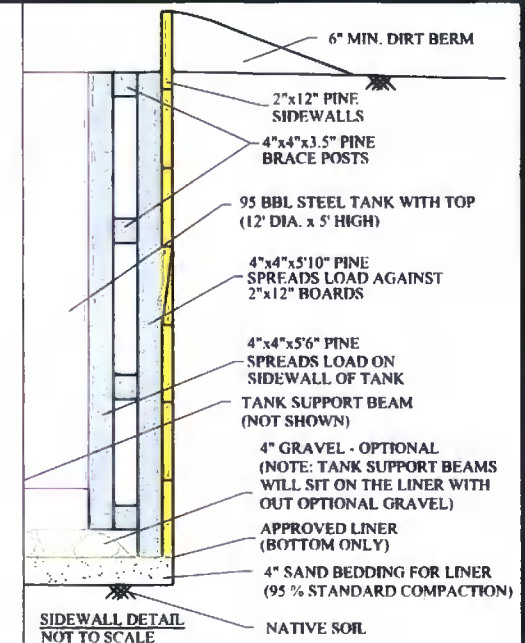 6" MIN. DIRT BERM
2"x12" PINE
SIDEWALLS
4"x4"x3.5" PINE
BRACE POSTS
95 BBL STEEL TANK WITH TOP
(12' DIA. x 5' HIGH)
4"x4"x5'10" PINE
SPREADS LOAD AGAINST
2"x12" BOARDS
4"x4"x5'6" PINE
SPREADS LOAD ON
SIDEWALL OF TANK
TANK SUPPORT BEAM
(NOT SHOWN)
4" GRAVEL - OPTIONAL
(NOTE: TANK SUPPORT BEAMS
WILL SIT ON THE LINER WITH
OUT OPTIONAL GRAVEL)
APPROVED LINER
(BOTTOM ONLY)
4" SAND BEDDING FOR LINER
(95 % STANDARD COMPACTION)
NATIVE SOIL
SIDEWALL DETAIL
NOT TO SCALE